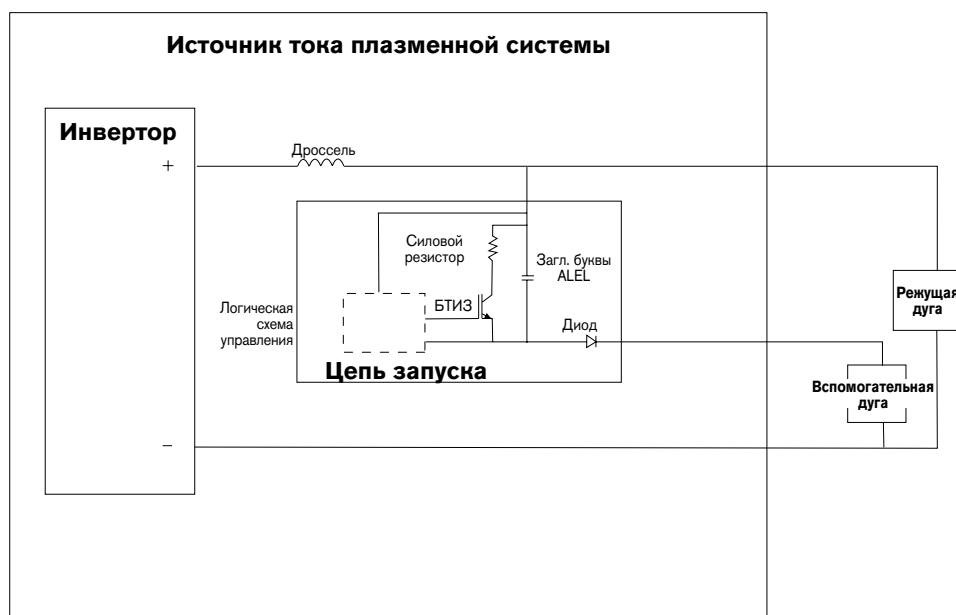 Источник тока плазменной системы
Инвертор
+
Дроссель
Силовой
резистор
Загл. буквы
ALEL
Логическая
схема
управления
БТИЗ
Диод
Цепь запуска
Режущая
дуга
Вспомогательная
дуга
–